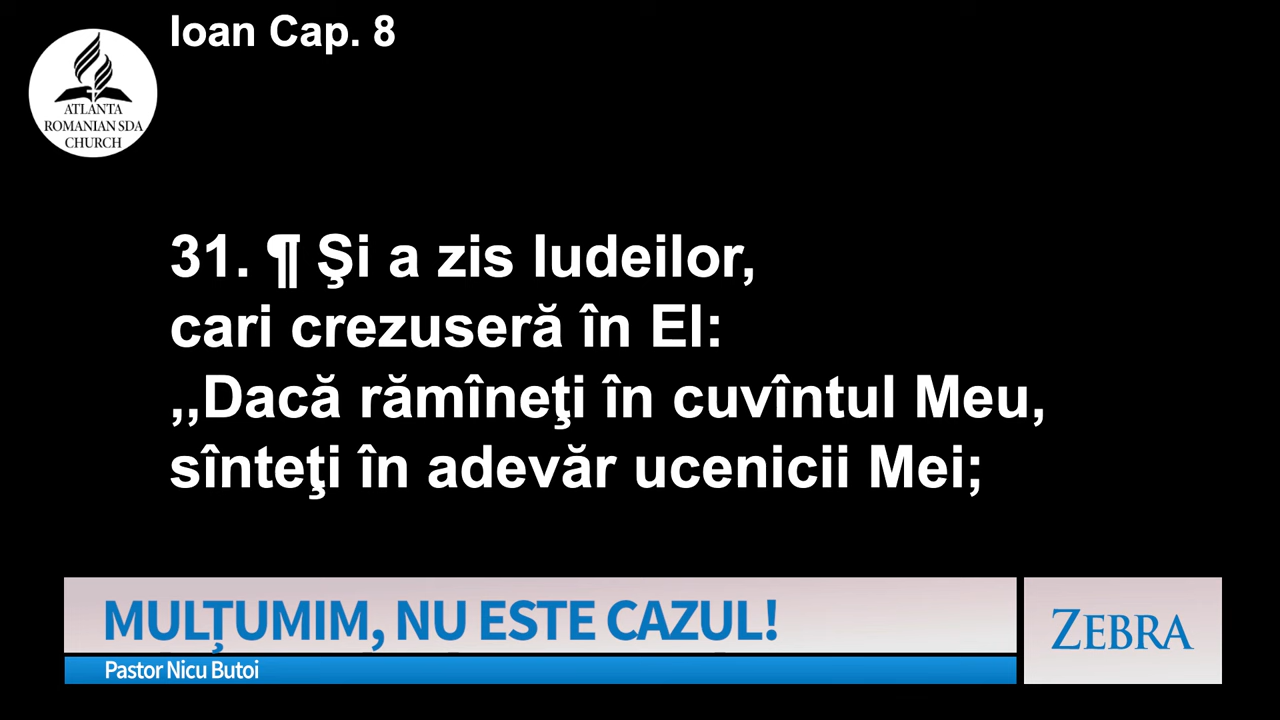 Ioan Cap. 8
ATLANTA
ROMANIAN SDA
CHURCH
31. ¶ Şi a zis Iudeilor,
cari crezuseră în El:
,,Dacă rămîneţi în cuvîntul Meu,
sînteţi în adevăr ucenicii Mei;
MULȚUMIM, NU ESTE CAZUL!
Pastor Nicu Butoi
ZEBRA